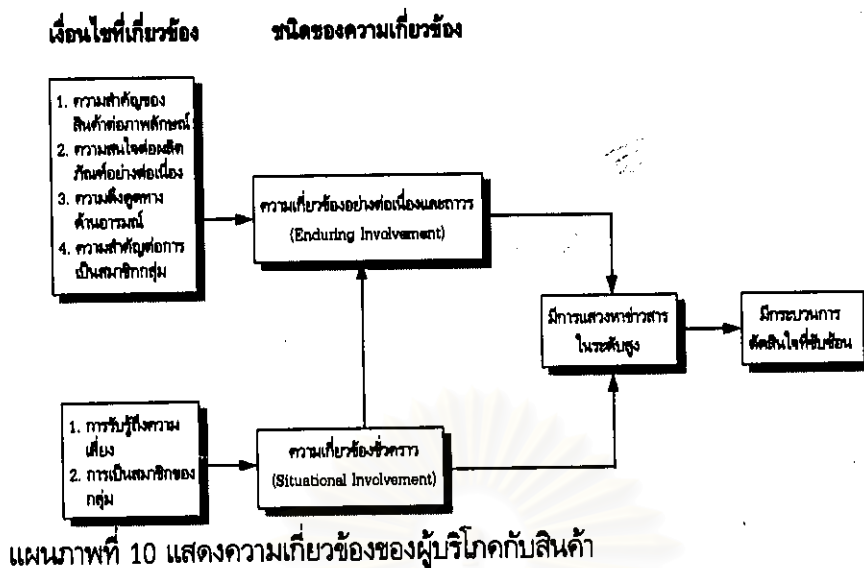 เงื่อนไขที่เกี่ยวข้อง
ชนิดของความเกี่ยวข้อง
1. ความสำคัญของ
สินค้าต่อภาพลักษณ์
2. ความสนใจต่อผลิต
ภัณฑ์อย่างต่อเนื่อง
3. ความดึงดูดทาง
ด้านอารมณ์
4. ความสำคัญต่อการ
เป็นสมาชิกกลุ่ม
ความเกี่ยวข้องอย่างต่อเนื่องและถาวร
(Enduring Involvement)
มีการแสวงหาข่าวสาร
ในระดับสูง
มีกระบวนการ
ตัดสินใจที่ซับซ้อน
1. การรับรู้ถึงความ
เสี่ยง
2. การเป็นสมาชิกของ
กลุ่ม
ความเกี่ยวข้องชั่วคราว
(Situational Involvement)
แผนภาพที่ 10 แสดงความเกี่ยวข้องของผู้บริโภคกับสินค้า